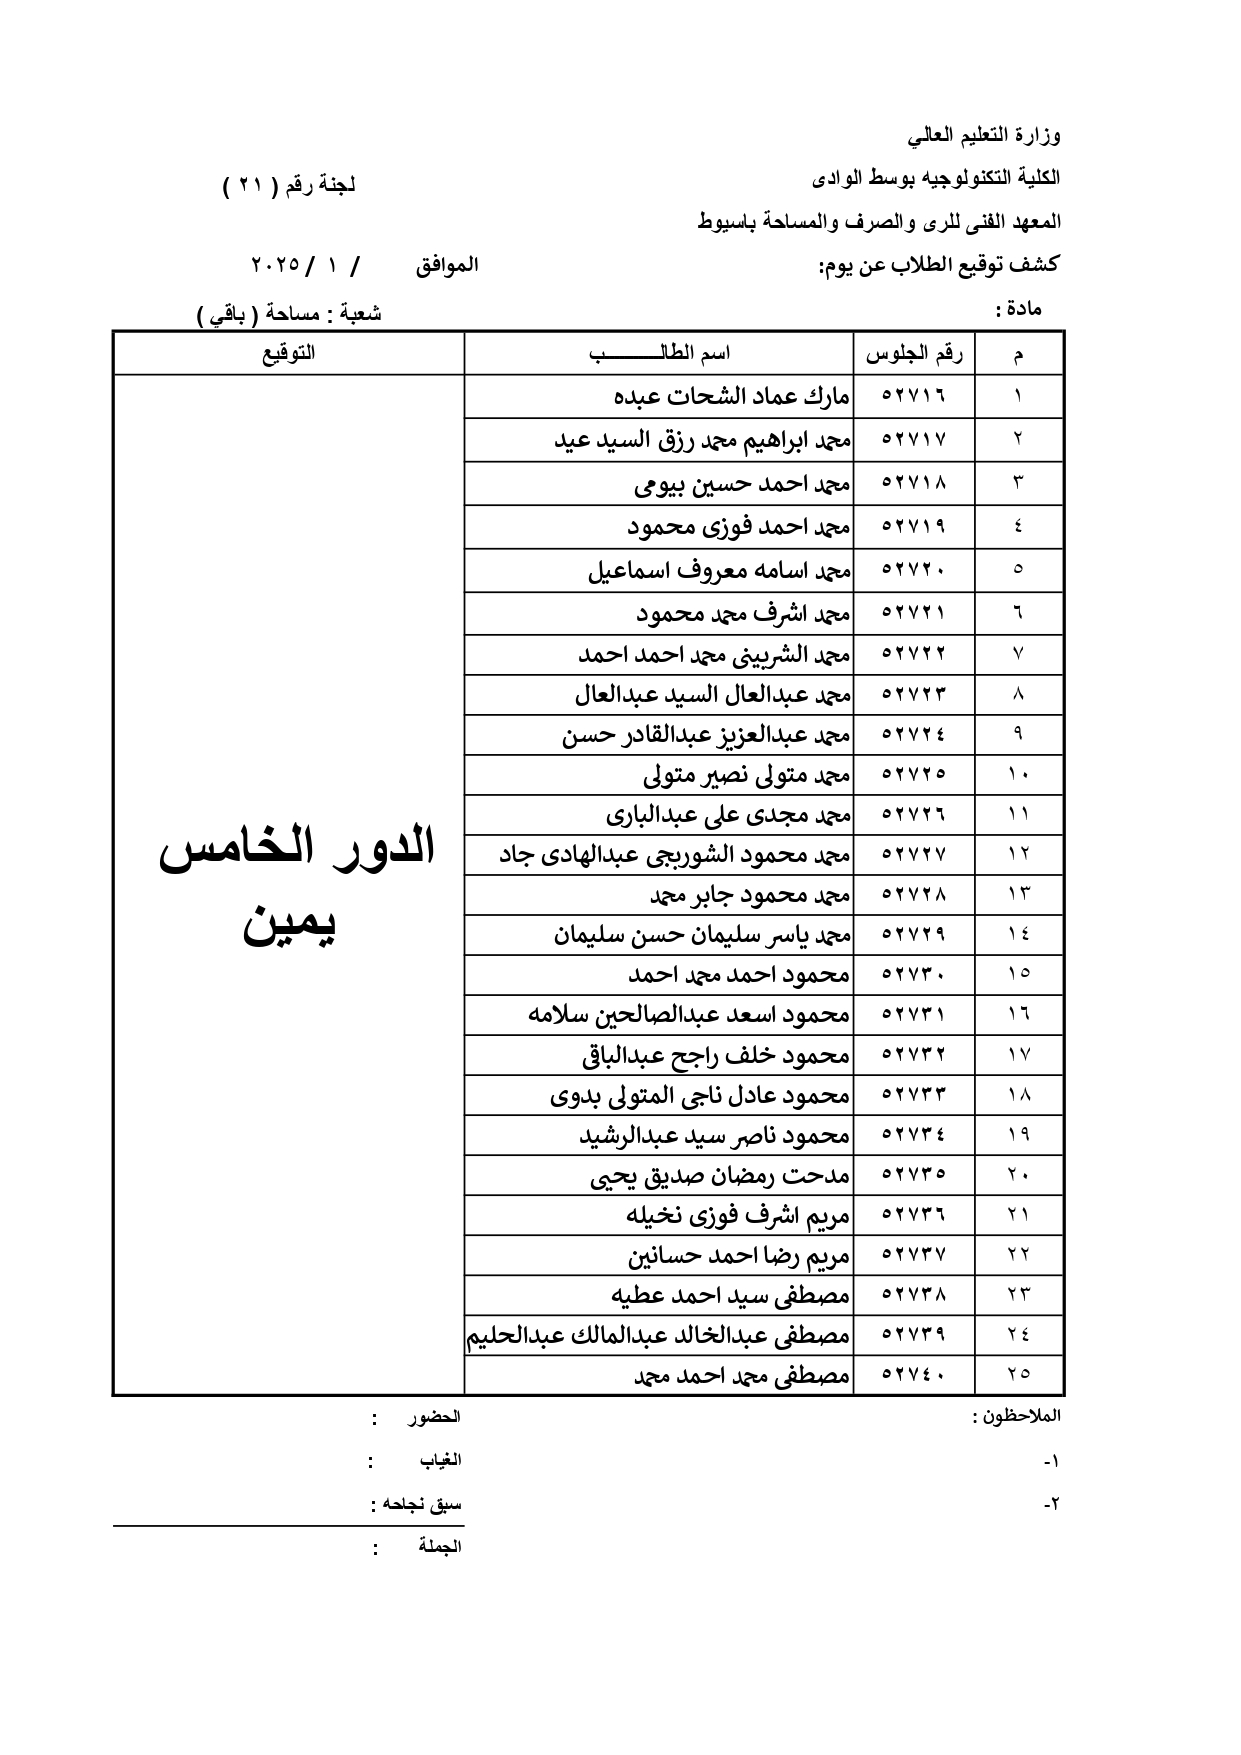 وزارة التعليم العالي
الكلية التكنولوجيه بوسط الوادى
لجنة رقم ( ٢١ )
المعهد الفنى للرى والصرف والمساحة باسيوط
كشف توقيع الطلاب عن يوم: الموافق / ١ / ٢٠٢٥
مادة :
شعبة : مساحة ( باقي )
م رقم الجلوس اسم الطالـــــــــب التوقيع
١ ٥٢٧١٦ مارك عماد الشحات عبده
٢ ٥٢٧١٧ محمد ابراهيم محمد رزق السيد عيد
٣ ٥٢٧١٨ محمد احمد حسين بيومى
٤ ٥٢٧١٩ محمد احمد فوزى محمود
٥ ٥٢٧٢٠ محمد اسامه معروف اسماعيل
٦ ٥٢٧٢١ محمد اشرف محمد محمود
٧ ٥٢٧٢٢ محمد الشربينى محمد احمد احمد
٨ ٥٢٧٢٣ محمد عبدالعال السيد عبدالعال
٩ ٥٢٧٢٤ محمد عبدالعزيز عبدالقادر حسن
١٠ ٥٢٧٢٥ محمد متولى نصير متولى
١١ ٥٢٧٢٦ محمد مجدى على عبدالبارى
١٢ ٥٢٧٢٧ محمد محمود الشوربجى عبدالهادى جاد
١٣ ٥٢٧٢٨ محمد محمود جابر محمد
١٤ ٥٢٧٢٩ محمد ياسر سليمان حسن سليمان
١٥ ٥٢٧٣٠ محمود احمد محمد احمد
١٦ ٥٢٧٣١ محمود اسعد عبدالصالحين سلامه
١٧ ٥٢٧٣٢ محمود خلف راجح عبدالباقى
١٨ ٥٢٧٣٣ محمود عادل ناجى المتولى بدوى
١٩ ٥٢٧٣٤ محمود ناصر سيد عبدالرشيد
٢٠ ٥٢٧٣٥ مدحت رمضان صديق يحيى
٢١ ٥٢٧٣٦ مريم اشرف فوزى نخيله
٢٢ ٥٢٧٣٧ مريم رضا احمد حسانين
٢٣ ٥٢٧٣٨ مصطفى سيد احمد عطيه
٢٤ ٥٢٧٣٩ مصطفى عبدالخالد عبدالمالك عبدالحليم
٢٥ ٥٢٧٤٠ مصطفى محمد احمد محمد
الدور الخامس
يمين
الملاحظون : الحضور :
١- الغياب :
٢- سبق نجاحه :
الجملة :